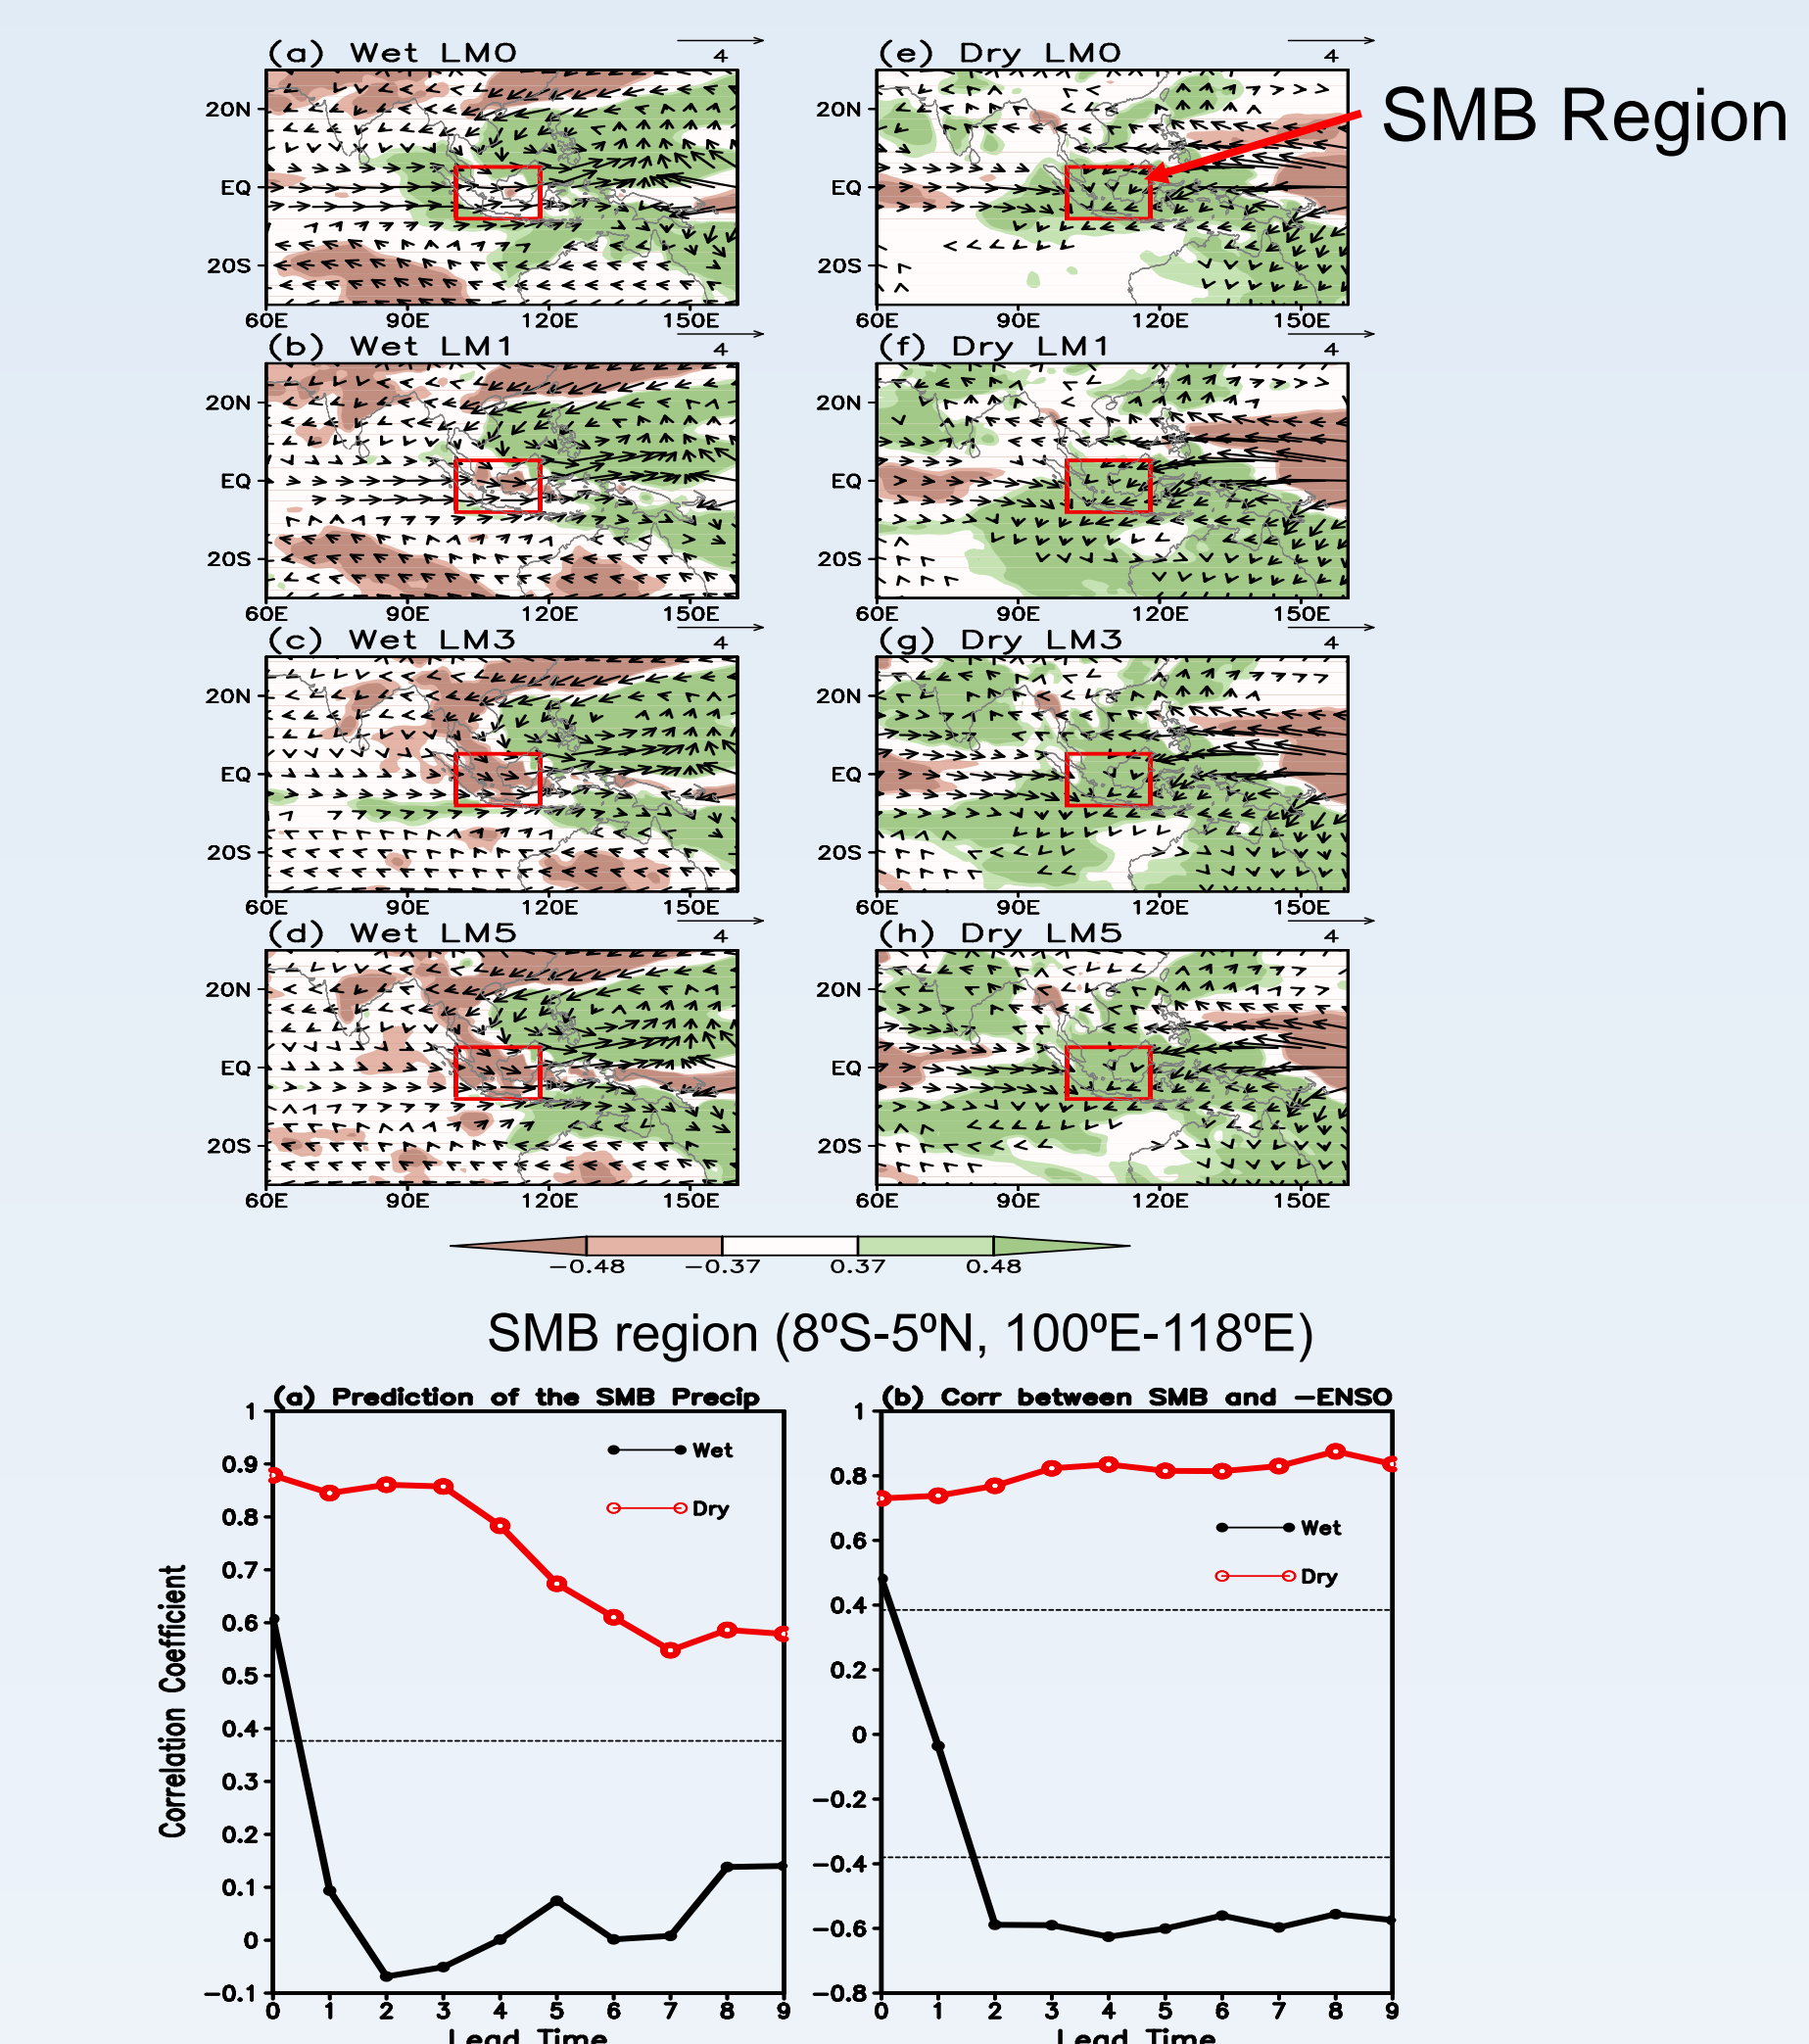 (a) Wet LM0
4
(e) Dry LM0
4
SMB Region
20N
EQ
20S
60E 90E 120E 150E
20N
EQ
20S
60E 90E 120E 150E
(b) Wet LM1
4
(f) Dry LM1
4
20N
EQ
20S
60E 90E 120E 150E
20N
EQ
20S
60E 90E 120E 150E
(c) Wet LM3
4
(g) Dry LM3
4
20N
EQ
20S
60E 90E 120E 150E
20N
EQ
20S
60E 90E 120E 150E
(d) Wet LM5
4
(h) Dry LM5
4
20N
EQ
20S
60E 90E 120E 150E
20N
EQ
20S
60E 90E 120E 150E
−0.48 −0.37 0.37 0.48
SMB region (8ºS-5ºN, 100ºE-118ºE)
(a) Prediction of the SMB Precip
Wet
Dry
Correlation Coefficient
1
0.9
0.8
0.7
0.6
0.5
0.4
0.3
0.2
0.1
0
−0.1
0 1 2 3 4 5 6 7 8 9
Lead Time
(b) Corr between SMB and −ENSO
Wet
Dry
1
0.8
0.6
0.4
0.2
0
−0.2
−0.4
−0.6
−0.8
0 1 2 3 4 5 6 7 8 9
Lead Time